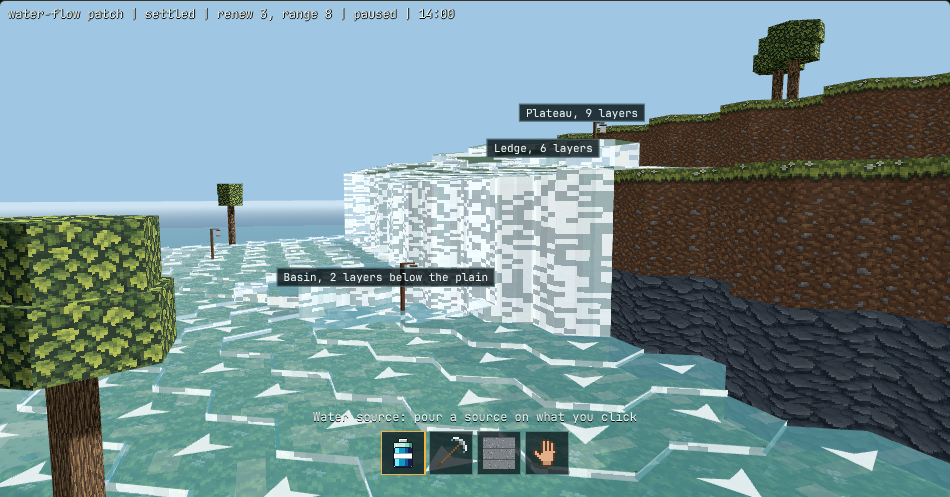 water-flow patch | settled | renew 3, range 8 | paused | 14:00
Plateau, 9 layers
Ledge, 6 layers
Basin, 2 layers below the plain
Water source: pour a source on what you click